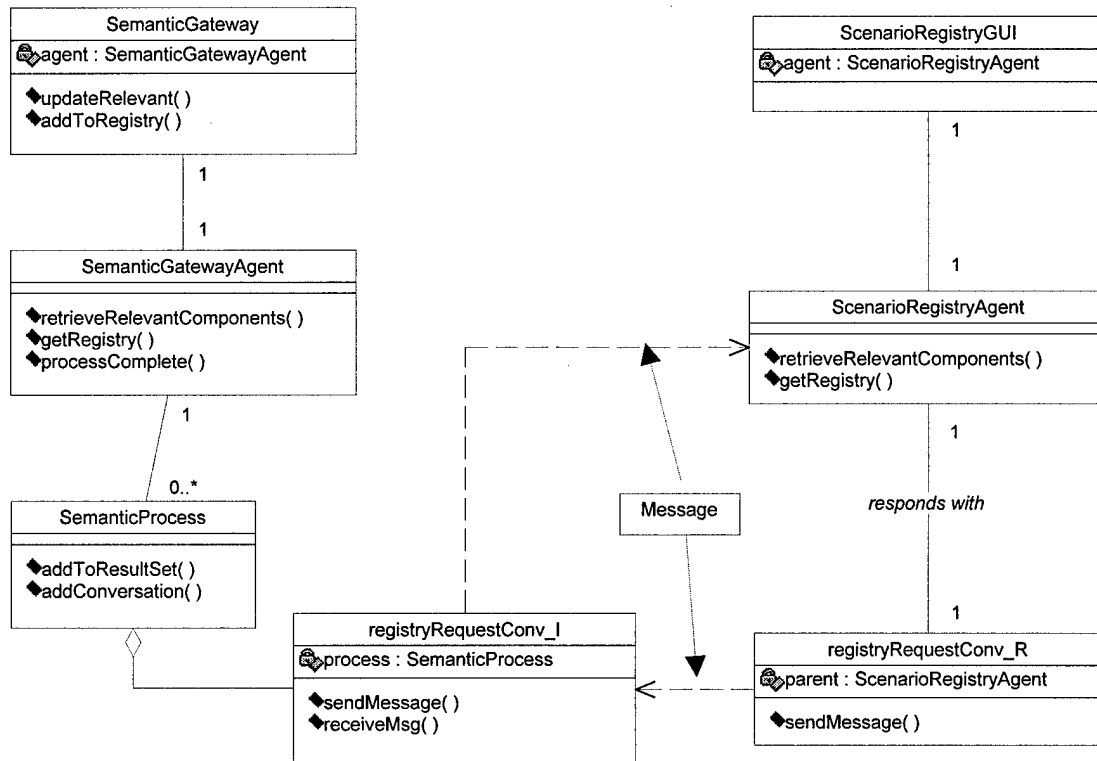 SemanticGateway
agent : SemanticGatewayAgent
updateRelevant( )
addToRegistry( )
1
1
SemanticGatewayAgent
retrieveRelevantComponents( )
getRegistry( )
processComplete( )
1
0..*
SemanticProcess
addToResultSet( )
addConversation( )
registryRequestConv_I
process : SemanticProcess
sendMessage( )
receiveMsg( )
Message
ScenarioRegistryGUI
agent : ScenarioRegistryAgent
1
1
ScenarioRegistryAgent
retrieveRelevantComponents( )
getRegistry( )
1
responds with
1
registryRequestConv_R
parent : ScenarioRegistryAgent
sendMessage( )